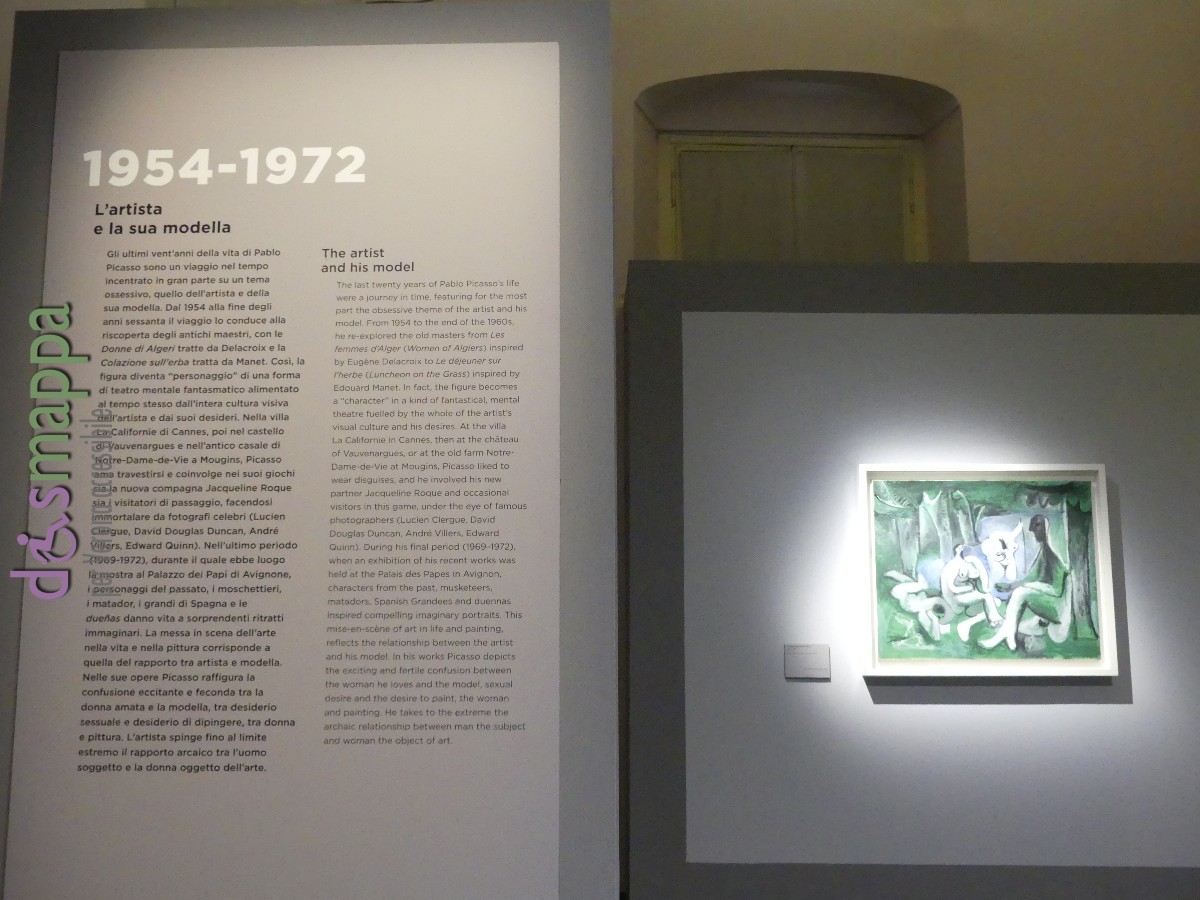 1954-1972
L'artista
e la sua modella
Gli ultimi vent'anni della vita di Pablo
Picasso sono un viaggio nel tempo
incentrato in gran parte su un tema
ossessivo, quello dell'artista e della
sua modella. Dal 1954 alla fine degli
anni sessanta il viaggio lo conduce alla
riscoperta degli antichi maestri, con le
Donne di Algeri tratte da Delacroix e la
Colazione sull'erba tratta da Manet. Così, la
figura diventa "personaggio" di una forma
di teatro mentale fantasmatico alimentato
al tempo stesso dall'intera cultura visiva
dell'artista e dai suoi desideri. Nella villa
La Californie di Cannes, poi nel castello
di Vauvenargues e nell'antico casale di
Notre-Dame-de-Vie a Mougins, Picasso
ama travestirsi e coinvolge nei suoi giochi
sia la nuova compagna Jacqueline Roque
sia i visitatori di passaggio, facendosi
immortalare da fotografi celebri (Lucien
Clergue, David Douglas Duncan, André
Villers, Edward Quinn). Nell'ultimo periodo
(1969-1972), durante il quale ebbe luogo
la mostra al Palazzo dei Papi di Avignone,
i personaggi del passato, i moschettieri,
i matador, i grandi di Spagna e le
dueñas danno vita a sorprendenti ritratti
immaginari. La messa in scena dell'arte
nella vita e nella pittura corrisponde a
quella del rapporto tra artista e modella.
Nelle sue opere Picasso raffigura la
confusione eccitante e feconda tra la
donna amata e la modella, tra desiderio
sessuale e desiderio di dipingere, tra donna
e pittura. L'artista spinge fino al limite
estremo il rapporto arcaico tra l'uomo
soggetto e la donna oggetto dell'arte.
The artist
and his model
The last twenty years of Pablo Picasso's life
were a journey in time, featuring for the most
part the obsessive theme of the artist and his
model. From 1954 to the end of the 1960s,
he re-explored the old masters from Les
femmes d'Alger (Women of Algiers) inspired
by Eugène Delacroix to Le déjeuner sur
l'herbe (Luncheon on the Grass) inspired by
Edouard Manet. In fact, the figure becomes
a "character" in a kind of fantastical, mental
theatre fuelled by the whole of the artist's
visual culture and his desires. At the villa
La Californie in Cannes, then at the château
of Vauvenargues, or at the old farm Notre-
Dame-de-Vie at Mougins, Picasso liked to
wear disguises, and he involved his new
partner Jacqueline Roque and occasional
visitors in this game, under the eye of famous
photographers (Lucien Clergue, David
Douglas Duncan, André Villers, Edward
Quinn). During his final period (1969-1972),
when an exhibition of his recent works was
held at the Palais des Papes in Avignon,
characters from the past, musketeers,
matadors, Spanish Grandees and duennas
inspired compelling imaginary portraits. This
mise-en-scène of art in life and painting,
reflects the relationship between the artist
and his model. In his works Picasso depicts
the exciting and fertile confusion between
the woman he loves and the model, sexual
desire and the desire to paint, the woman
and painting. He takes to the extreme the
archaic relationship between man the subject
and woman the object of art.
dismappa